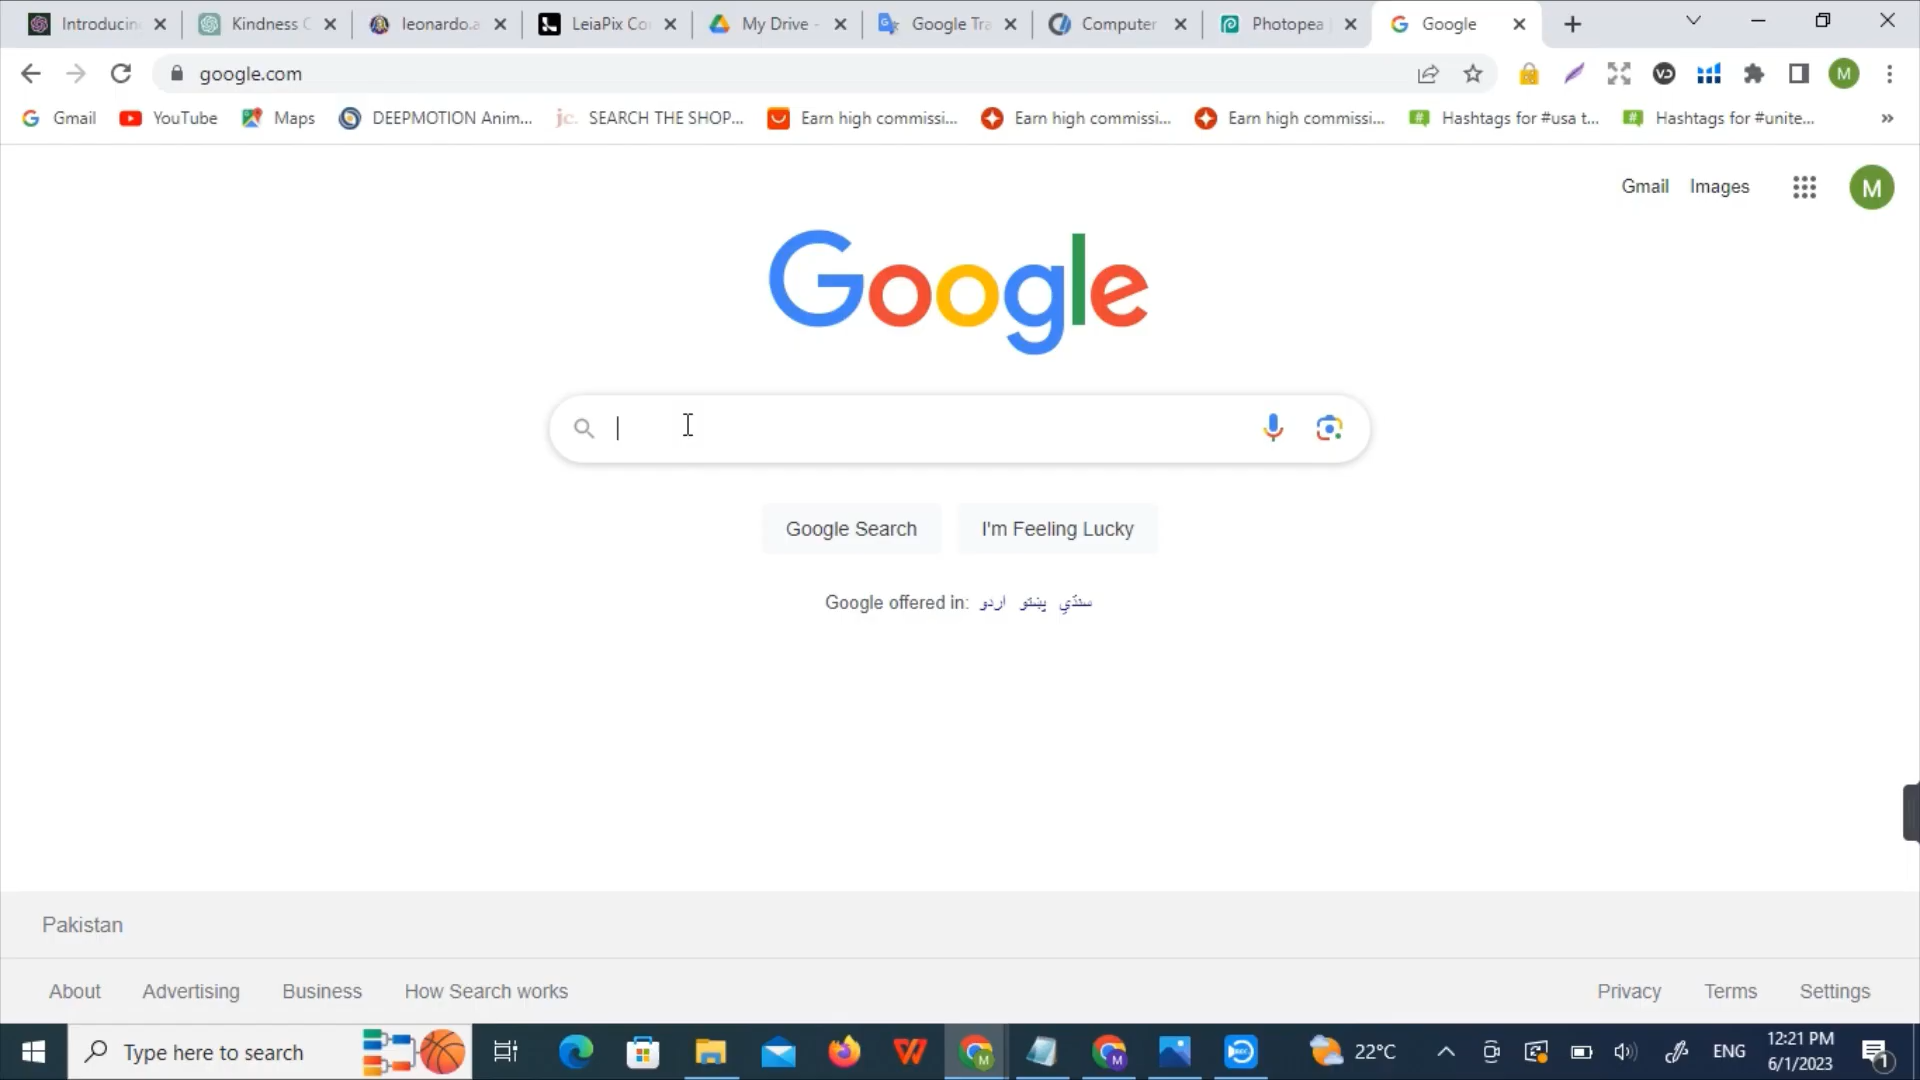 Introducin Kindness C leonardo.a LeiaPix Co My Drive - Google Tra Computer Photopea Google
google.com M
Gmail YouTube Maps DEEPMOTION Anim... jc. SEARCH THE SHOP... Earn high commissi... Earn high commissi... Earn high commissi... Hashtags for #usa t... Hashtags for #unite... »
Gmail Images M
Google
Google Search I'm Feeling Lucky
Google offered in: اردو پښتو سنڌي
Pakistan
About Advertising Business How Search works Privacy Terms Settings
Type here to search 22°C ENG 12:21 PM
6/1/2023 1